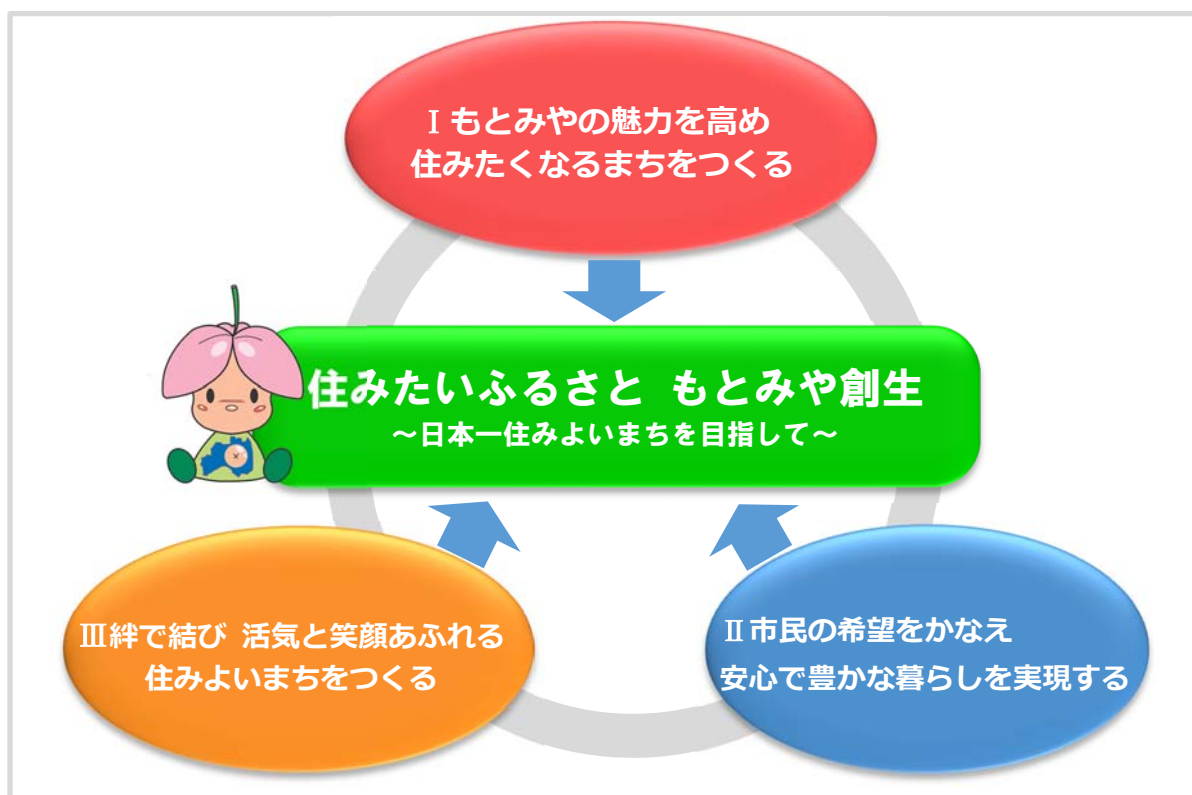 Ⅰもとみやの魅力を高め
住みたくなるまちをつくる
住みたいふるさと もとみや創生
～日本一住みよいまちを目指して～
Ⅲ絆で結び 活気と笑顔あふれる
住みよいまちをつくる
Ⅱ市民の希望をかなえ
安心で豊かな暮らしを実現する